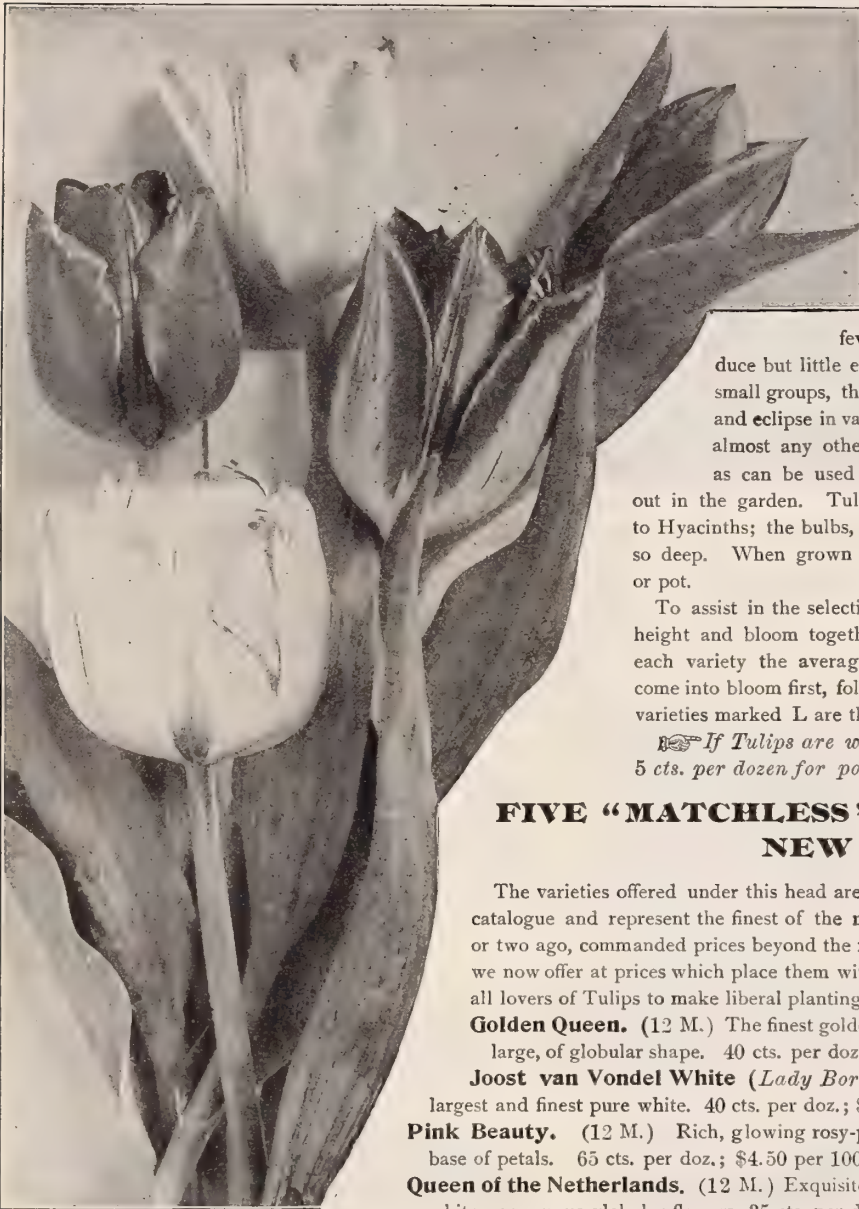 fev
duce but little e
small groups, th
and eclipse in va
almost any othe
as can be used
out in the garden. Tul
to Hyacinths; the bulbs,
so deep. When grown
or pot.
To assist in the selecti
height and bloom togeth
each variety the averag
come into bloom first, fol
varieties marked L are th
☞If Tulips are w
5 cts. per dozen for po
FIVE “MATCHLESS”
NEW
The varieties offered under this head are
catalogue and represent the finest of the
or two ago, commanded prices beyond the
we now offer at prices which place them wi
all lovers of Tulips to make liberal planting
Golden Queen. (12 M.) The finest gold
large, of globular shape. 40 cts. per doz
Joost van Vondel White (Lady Bor
largest and finest pure white. 40 cts. per doz.; $
Pink Beauty. (12 M.) Rich, glowing rosy-p
base of petals. 65 cts. per doz.; $4.50 per 100
Queen of the Netherlands. (12 M.) Exquisit